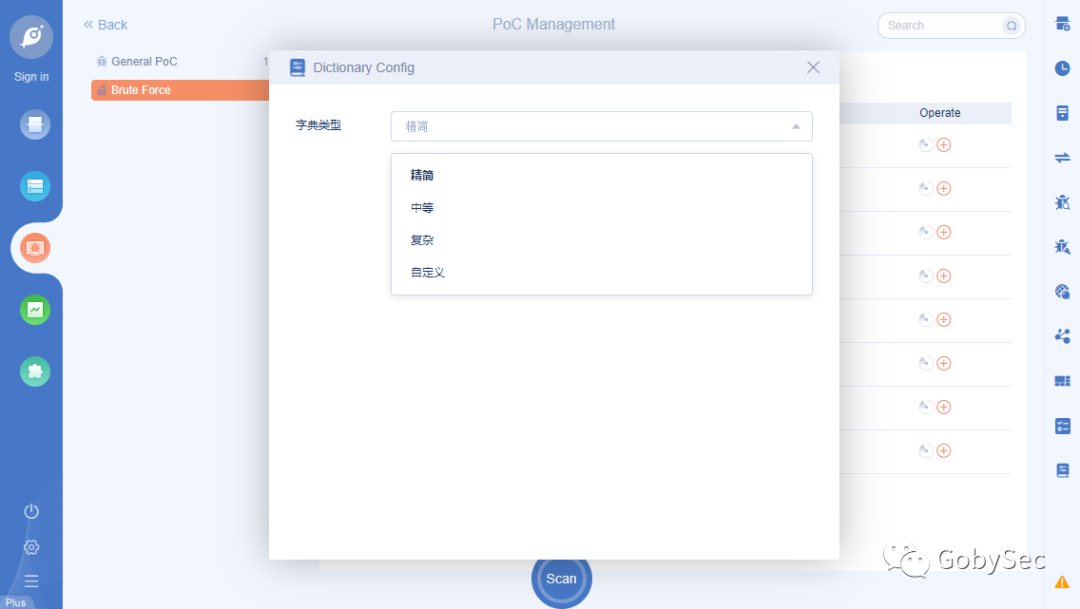 Back
PoC Management
Search
Sign in
General PoC
Brute Force
Dictionary Config
字典类型
精简
精简
中等
复杂
自定义
Operate
Scan
GobySec
Plus